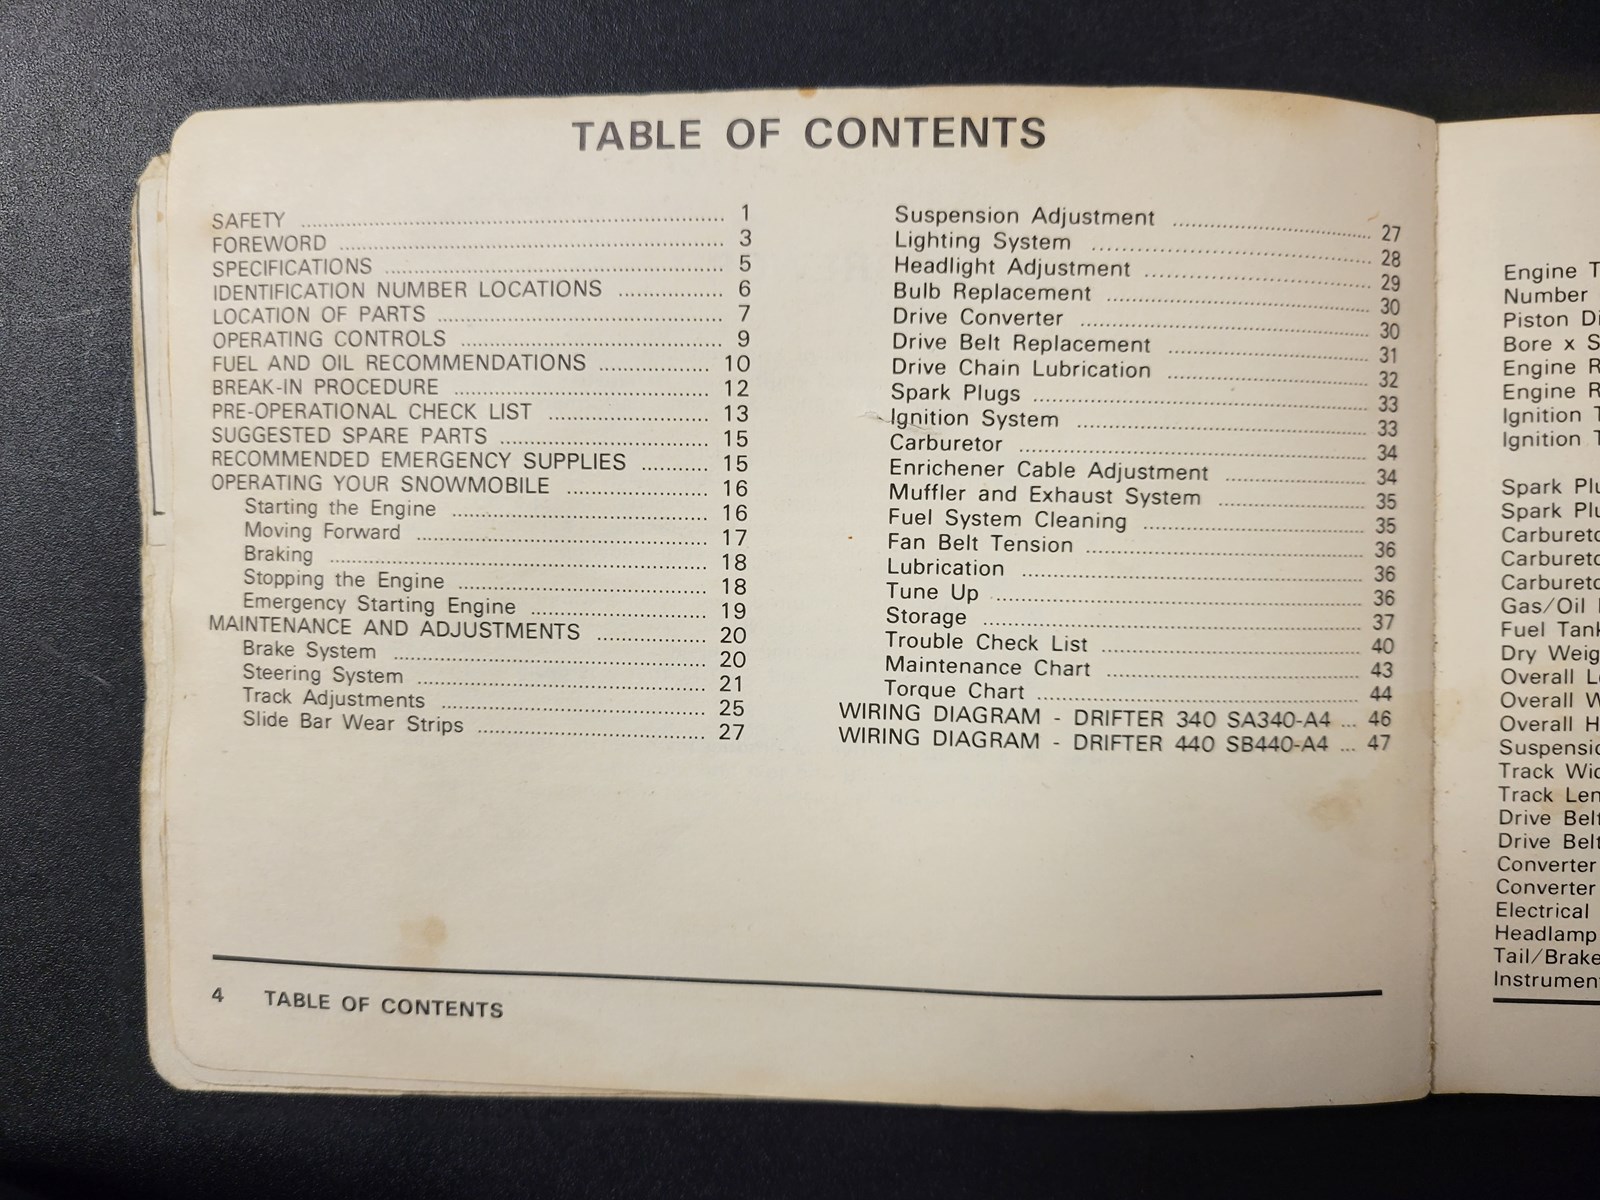 TABLE OF CONTENTS
SAFETY ........ 1
FOREWORD ........ 3
SPECIFICATIONS ........ 5
IDENTIFICATION NUMBER LOCATIONS ........ 6
LOCATION OF PARTS ........ 7
OPERATING CONTROLS ........ 9
FUEL AND OIL RECOMMENDATIONS ........ 10
BREAK-IN PROCEDURE ........ 12
PRE-OPERATIONAL CHECK LIST ........ 13
SUGGESTED SPARE PARTS ........ 15
RECOMMENDED EMERGENCY SUPPLIES ........ 15
OPERATING YOUR SNOWMOBILE ........ 16
Starting the Engine ........ 16
Moving Forward ........ 17
Braking ........ 18
Stopping the Engine ........ 18
Emergency Starting Engine ........ 19
MAINTENANCE AND ADJUSTMENTS ........ 20
Brake System ........ 20
Steering System ........ 21
Track Adjustments ........ 25
Slide Bar Wear Strips ........ 27
Suspension Adjustment ........ 27
Lighting System ........ 28
Headlight Adjustment ........ 29
Bulb Replacement ........ 30
Drive Converter ........ 30
Drive Belt Replacement ........ 31
Drive Chain Lubrication ........ 32
Spark Plugs ........ 33
Ignition System ........ 33
Carburetor ........ 34
Enrichener Cable Adjustment ........ 34
Muffler and Exhaust System ........ 35
Fuel System Cleaning ........ 35
Fan Belt Tension ........ 36
Lubrication ........ 36
Tune Up ........ 36
Storage ........ 37
Trouble Check List ........ 40
Maintenance Chart ........ 43
Torque Chart ........ 44
WIRING DIAGRAM - DRIFTER 340 SA340-A4 ... 46
WIRING DIAGRAM - DRIFTER 440 SB440-A4 ... 47
4 TABLE OF CONTENTS
Engine
Number
Piston
Bore x
Engine
Engine
Ignition
Ignition
Spark
Spark
Gas/Oil
Fuel
Dry
Overall
Overall
Overall
Track
Track
Drive
Drive
Converter
Converter
Electrical
Headlamp